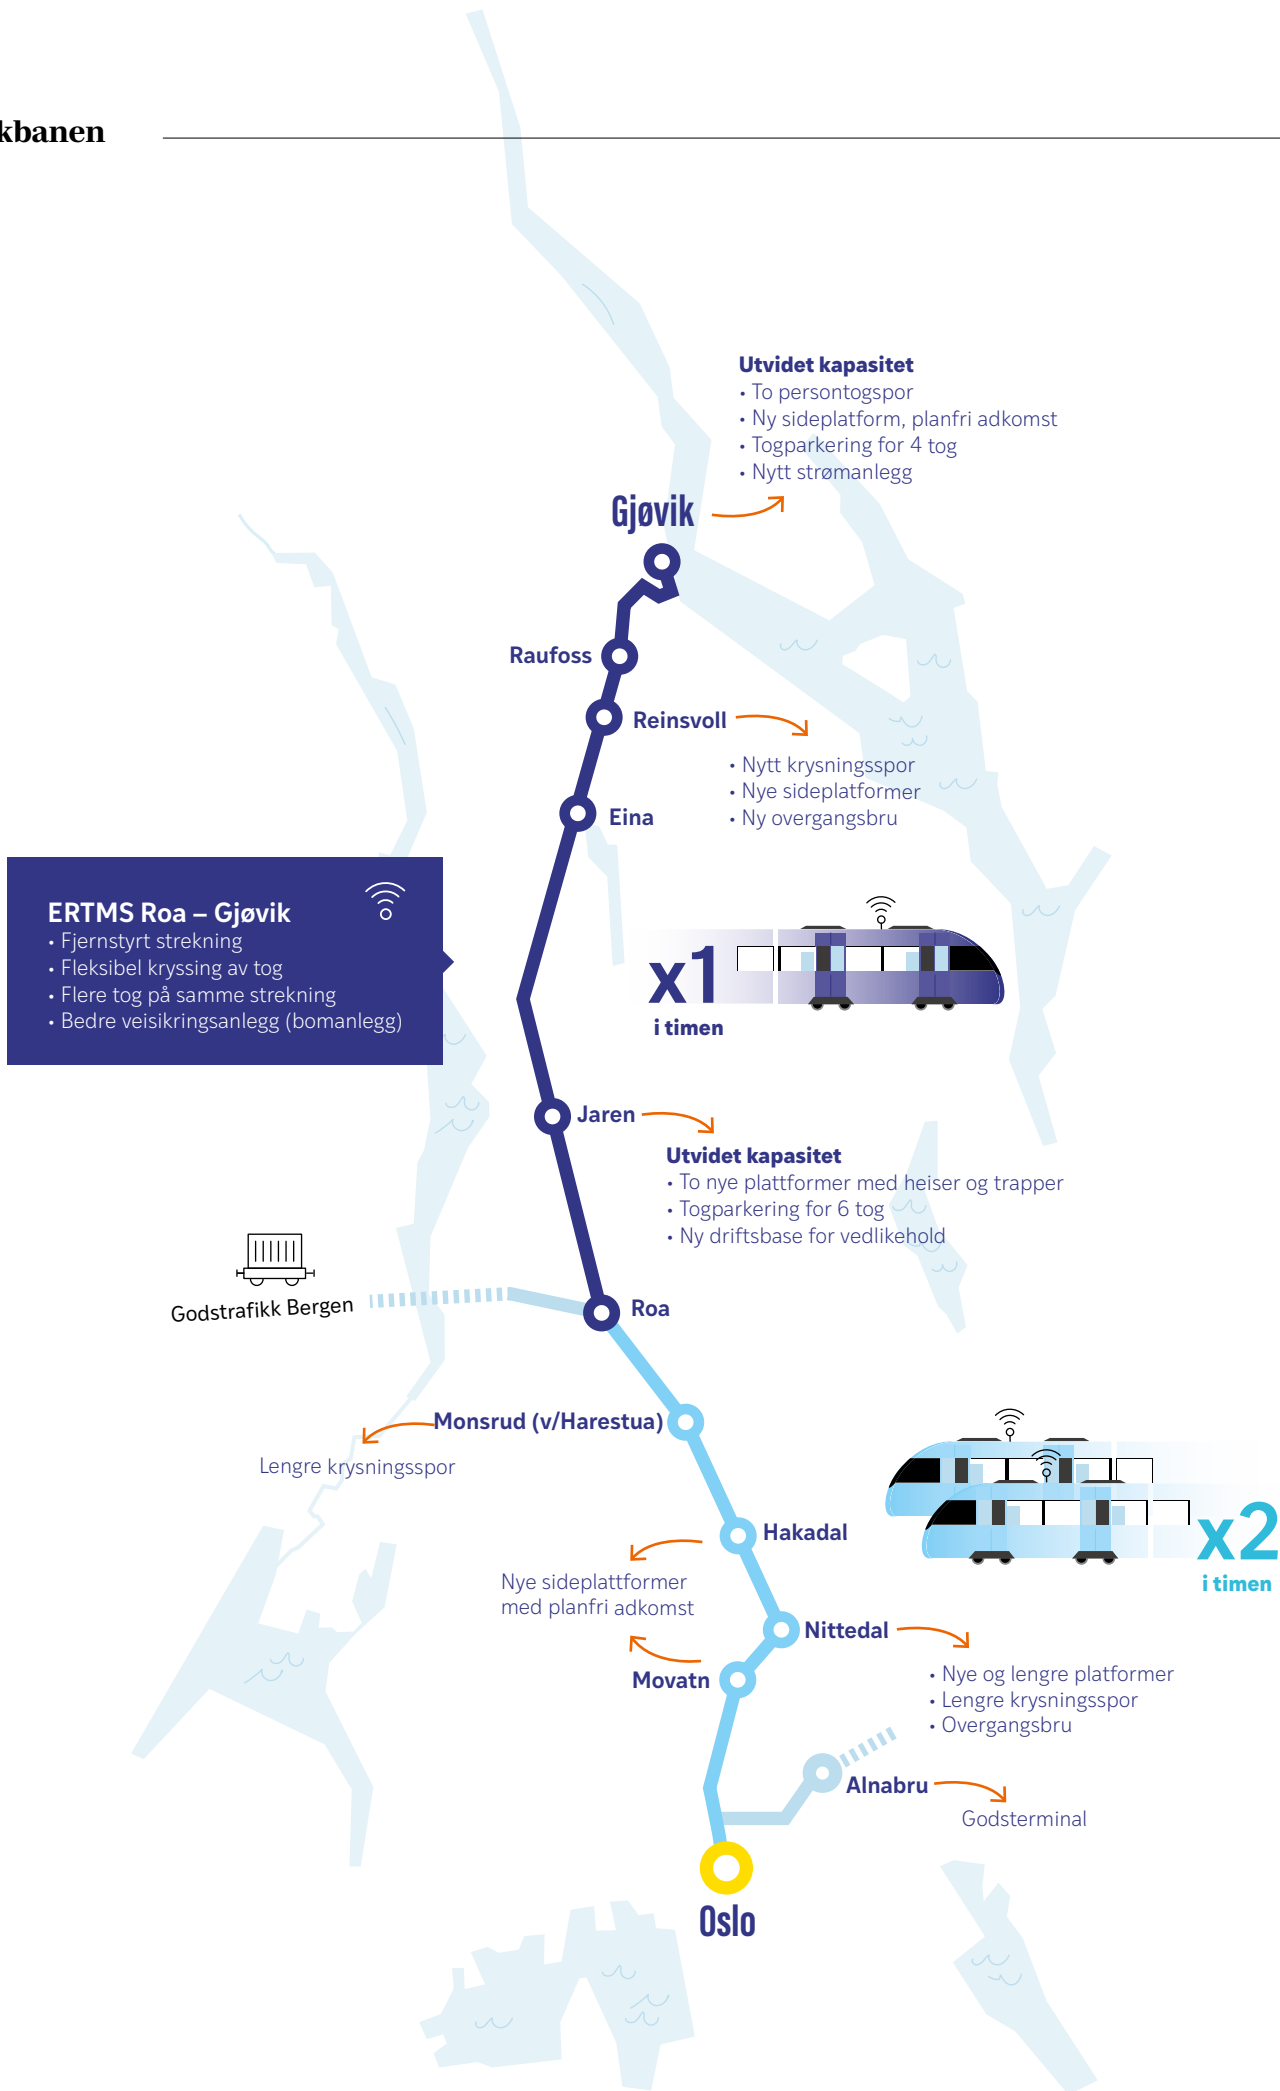 kbanen
Utvidet kapasitet
• To persontogspor
• Ny sideplatform, planfri adkomst
• Togparkering for 4 tog
• Nytt strømanlegg
Gjøvik
Raufoss
Reinsvoll
• Nytt krysningsspor
• Nye sideplatformer
• Ny overgangsbru
Eina
ERTMS Roa – Gjøvik
• Fjernstyrt strekning
• Fleksibel kryssing av tog
• Flere tog på samme strekning
• Bedre veisikringsanlegg (bomanlegg)
x1
i timen
Jaren
Utvidet kapasitet
• To nye plattformer med heiser og trapper
• Togparkering for 6 tog
• Ny driftsbase for vedlikehold
Godstrafikk Bergen
Roa
Monsrud (v/Harestua)
Lengre krysningsspor
Hakadal
x2
i timen
Nye sideplattformer
med planfri adkomst
Nittedal
Movatn
• Nye og lengre platformer
• Lengre krysningsspor
• Overgangsbru
Alnabru
Godsterminal
Oslo